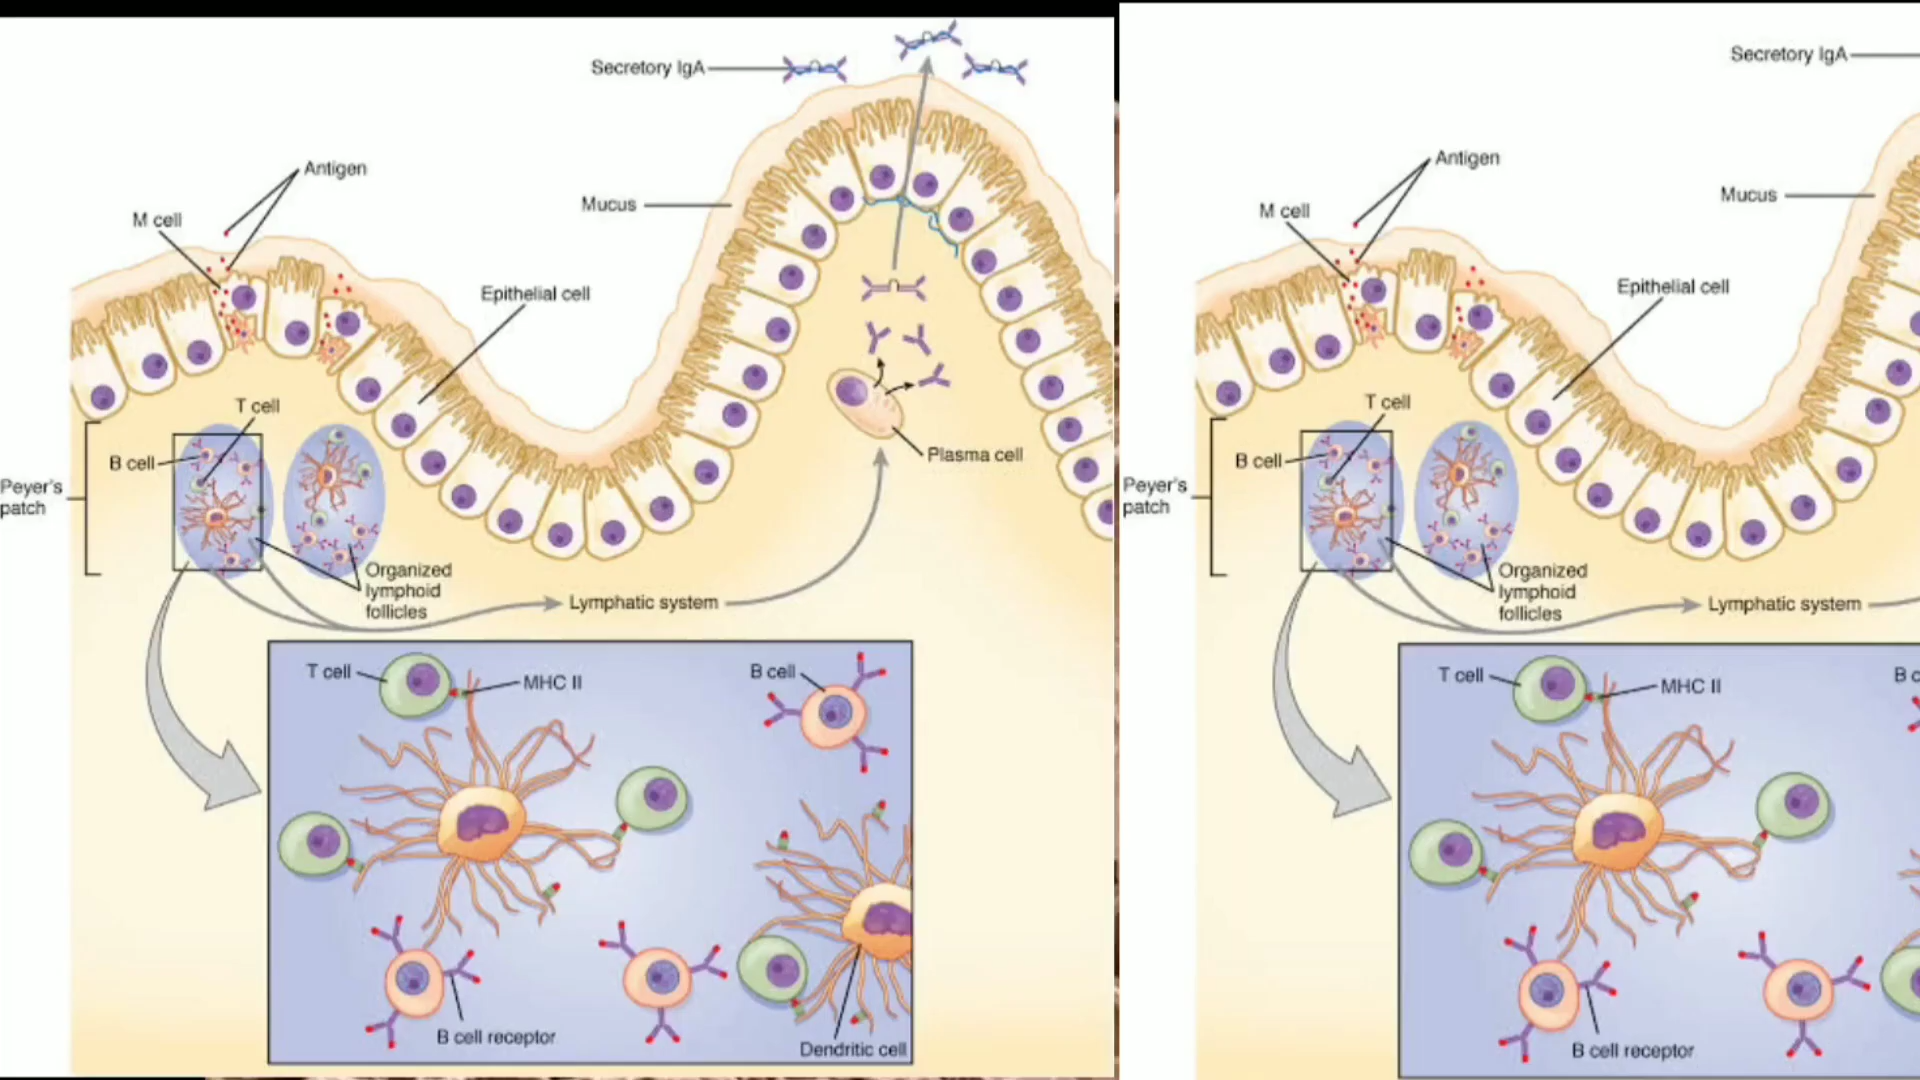 Secretory IgA
Antigen
M cell
Mucus
Epithelial cell
T cell
B cell
Plasma cell
Peyer's
patch
Organized
lymphoid
follicles
Lymphatic system
T cell
MHC II
B cell
B cell receptor
Dendritic cell
Secretory IgA
Antigen
M cell
Mucus
Epithelial cell
T cell
B cell
Peyer's
patch
Organized
lymphoid
follicles
Lymphatic system
T cell
MHC II
B c
B cell receptor